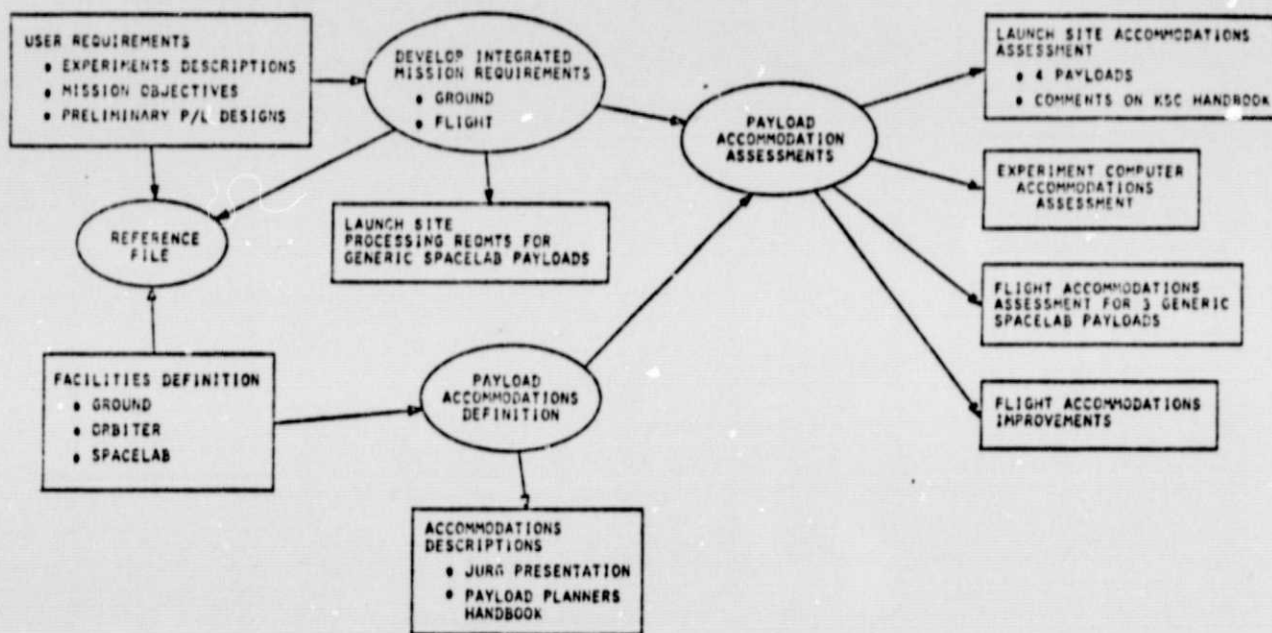 USER REQUIREMENTS
• EXPERIMENTS DESCRIPTIONS
• MISSION OBJECTIVES
• PRELIMINARY P/L DESIGNS
DEVELOP INTEGRATED
MISSION REQUIREMENTS
• GROUND
• FLIGHT
PAYLOAD
ACCOMMODATION
ASSESSMENTS
LAUNCH SITE ACCOMMODATIONS
ASSESSMENT
• 4 PAYLOADS
• COMMENTS ON KSC HANDBOOK
EXPERIMENT COMPUTER
ACCOMMODATIONS
ASSESSMENT
REFERENCE
FILE
LAUNCH SITE
PROCESSING REQMTS FOR
GENERIC SPACELAB PAYLOADS
FLIGHT ACCOMMODATIONS
ASSESSMENT FOR 3 GENERIC
SPACELAB PAYLOADS
FACILITIES DEFINITION
• GROUND
• ORBITER
• SPACELAB
PAYLOAD
ACCOMMODATIONS
DEFINITION
FLIGHT ACCOMMODATIONS
IMPROVEMENTS
ACCOMMODATIONS
DESCRIPTIONS
• JURG PRESENTATION
• PAYLOAD PLANNERS
HANDBOOK